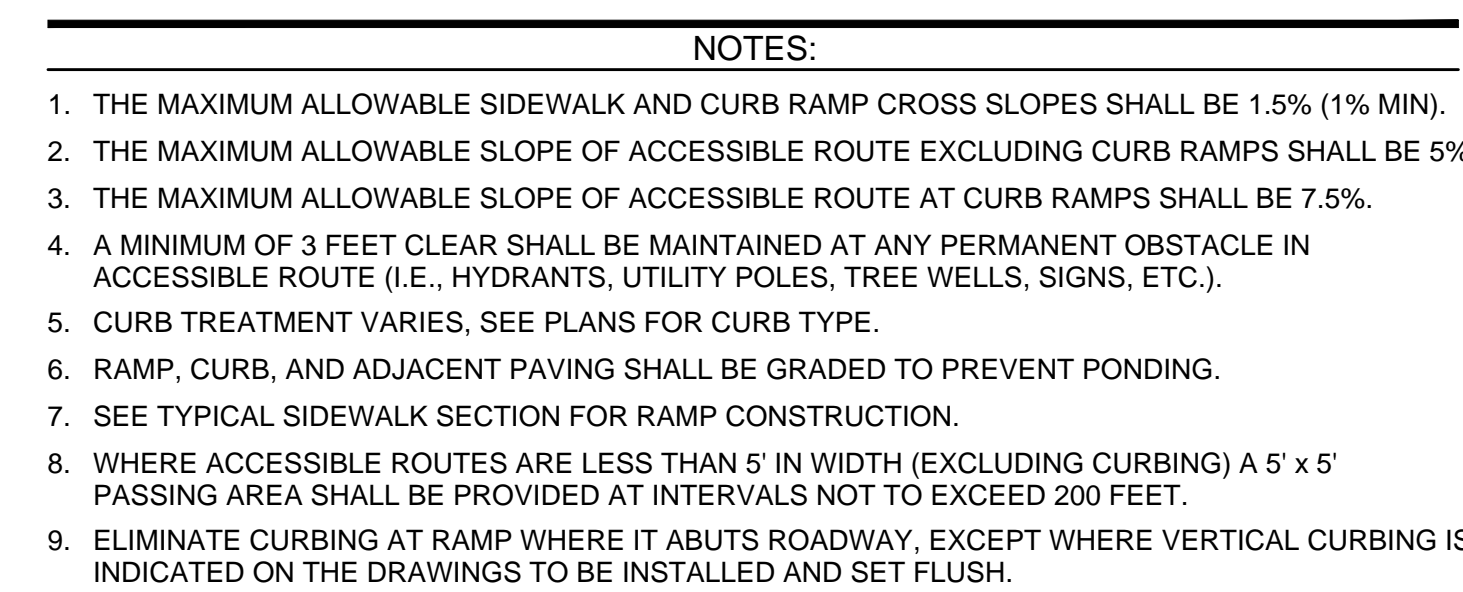 NOTES:
1. THE MAXIMUM ALLOWABLE SIDEWALK AND CURB RAMP CROSS SLOPES SHALL BE 1.5% (1% MIN).
2. THE MAXIMUM ALLOWABLE SLOPE OF ACCESSIBLE ROUTE EXCLUDING CURB RAMPS SHALL BE 5%
3. THE MAXIMUM ALLOWABLE SLOPE OF ACCESSIBLE ROUTE AT CURB RAMPS SHALL BE 7.5%.
4. A MINIMUM OF 3 FEET CLEAR SHALL BE MAINTAINED AT ANY PERMANENT OBSTACLE IN
ACCESSIBLE ROUTE (I.E., HYDRANTS, UTILITY POLES, TREE WELLS, SIGNS, ETC.).
5. CURB TREATMENT VARIES, SEE PLANS FOR CURB TYPE.
6. RAMP, CURB, AND ADJACENT PAVING SHALL BE GRADED TO PREVENT PONDING.
7. SEE TYPICAL SIDEWALK SECTION FOR RAMP CONSTRUCTION.
8. WHERE ACCESSIBLE ROUTES ARE LESS THAN 5' IN WIDTH (EXCLUDING CURBING) A 5' x 5'
PASSING AREA SHALL BE PROVIDED AT INTERVALS NOT TO EXCEED 200 FEET.
9. ELIMINATE CURBING AT RAMP WHERE IT ABUTS ROADWAY, EXCEPT WHERE VERTICAL CURBING IS
INDICATED ON THE DRAWINGS TO BE INSTALLED AND SET FLUSH.